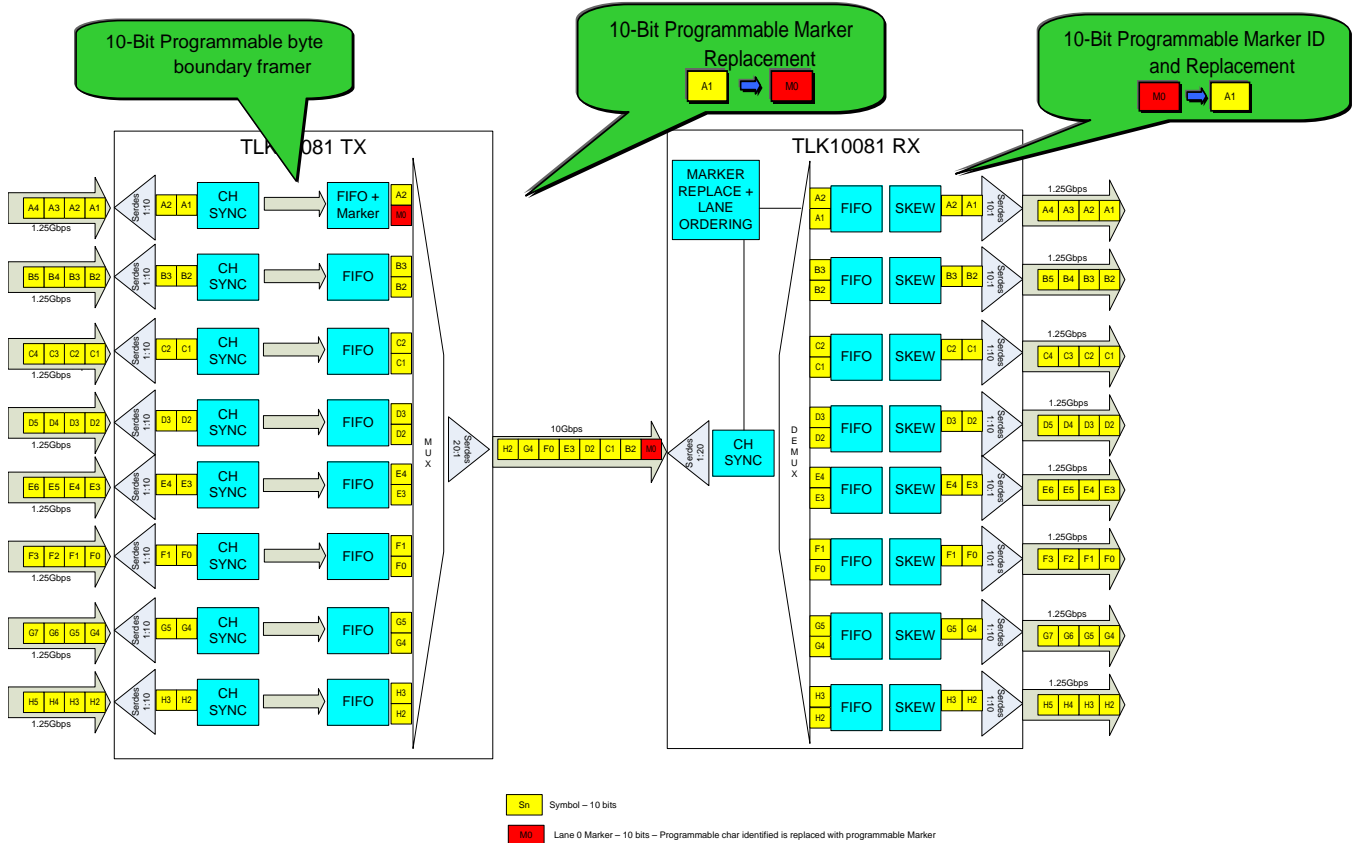 10-Bit Programmable byte
boundary framer
10-Bit Programmable Marker
Replacement
A1 M0
10-Bit Programmable Marker ID
and Replacement
M0 A1
TLK 081 TX
TLK10081 RX
A4 A3 A2 A1
1.25Gbps
Serdes
1:10
A2 A1
CH
SYNC
FIFO +
Marker
A2
M0
B5 B4 B3 B2
1.25Gbps
Serdes
1:10
B3 B2
CH
SYNC
FIFO
B3
B2
C4 C3 C2 C1
1.25Gbps
Serdes
1:10
C2 C1
CH
SYNC
FIFO
C2
C1
D5 D4 D3 D2
1.25Gbps
Serdes
1:10
D3 D2
CH
SYNC
FIFO
D3
D2
E6 E5 E4 E3
1.25Gbps
Serdes
1:10
E4 E3
CH
SYNC
FIFO
E4
E3
F3 F2 F1 F0
1.25Gbps
Serdes
1:10
F1 F0
CH
SYNC
FIFO
F1
F0
G7 G6 G5 G4
1.25Gbps
Serdes
1:10
G5 G4
CH
SYNC
FIFO
G5
G4
H5 H4 H3 H2
1.25Gbps
Serdes
1:10
H3 H2
CH
SYNC
FIFO
H3
H2
MUX
Serdes
20:1
10Gbps
H2 G4 F0 E3 D2 C1 B2 M0
Serdes
1:20
CH
SYNC
MARKER
REPLACE +
LANE
ORDERING
DEMUX
A2
A1
FIFO
SKEW
A2 A1
Serdes
10:1
1.25Gbps
A4 A3 A2 A1
B3
B2
FIFO
SKEW
B3 B2
Serdes
10:1
1.25Gbps
B5 B4 B3 B2
C2
C1
FIFO
SKEW
C2 C1
Serdes
1:10
1.25Gbps
C4 C3 C2 C1
D3
D2
FIFO
SKEW
D3 D2
Serdes
1:10
1.25Gbps
D5 D4 D3 D2
E4
E3
FIFO
SKEW
E4 E3
Serdes
10:1
1.25Gbps
E6 E5 E4 E3
F1
F0
FIFO
SKEW
F1 F0
Serdes
10:1
1.25Gbps
F3 F2 F1 F0
G5
G4
FIFO
SKEW
G5 G4
Serdes
1:10
1.25Gbps
G7 G6 G5 G4
H3
H2
FIFO
SKEW
H3 H2
Serdes
1:10
1.25Gbps
H5 H4 H3 H2
Sn Symbol – 10 bits
M0 Lane 0 Marker – 10 bits – Programmable char identified is replaced with programmable Marker